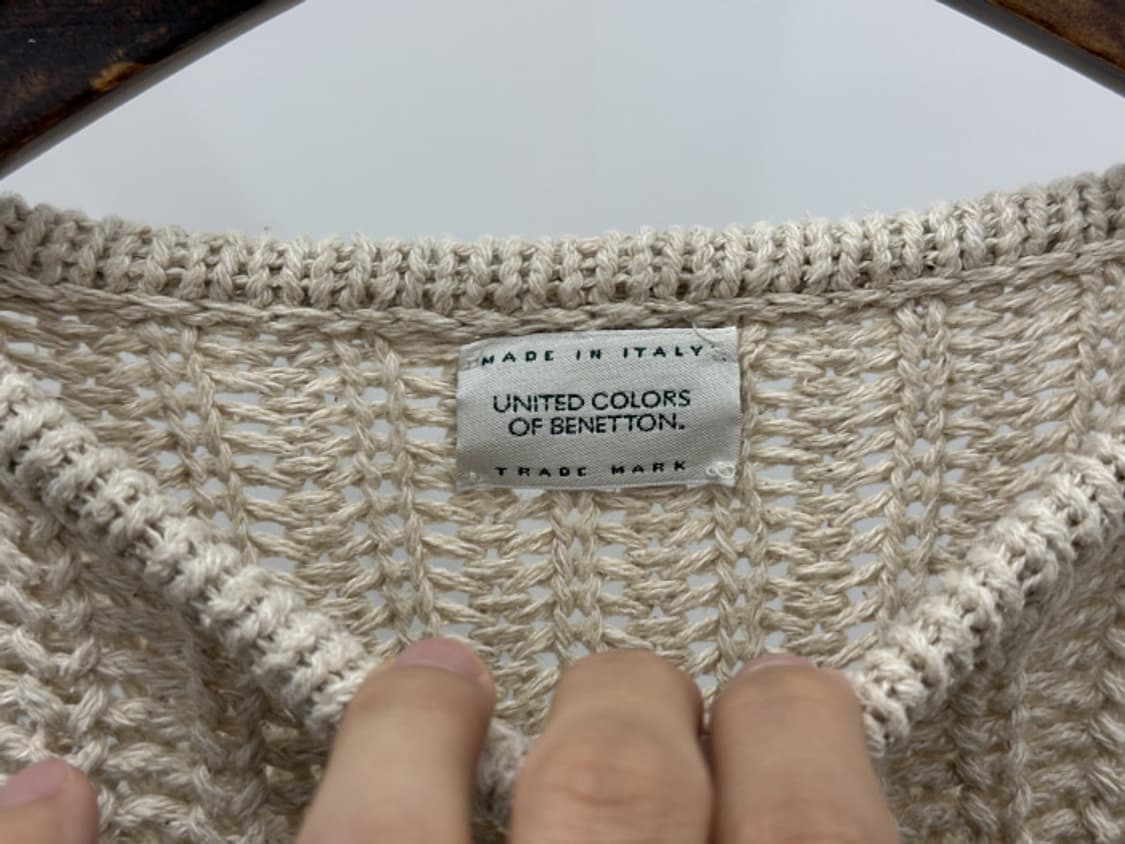 MADE IN ITALY
UNITED COLORS
OF BENETTON.
TRADE MARK